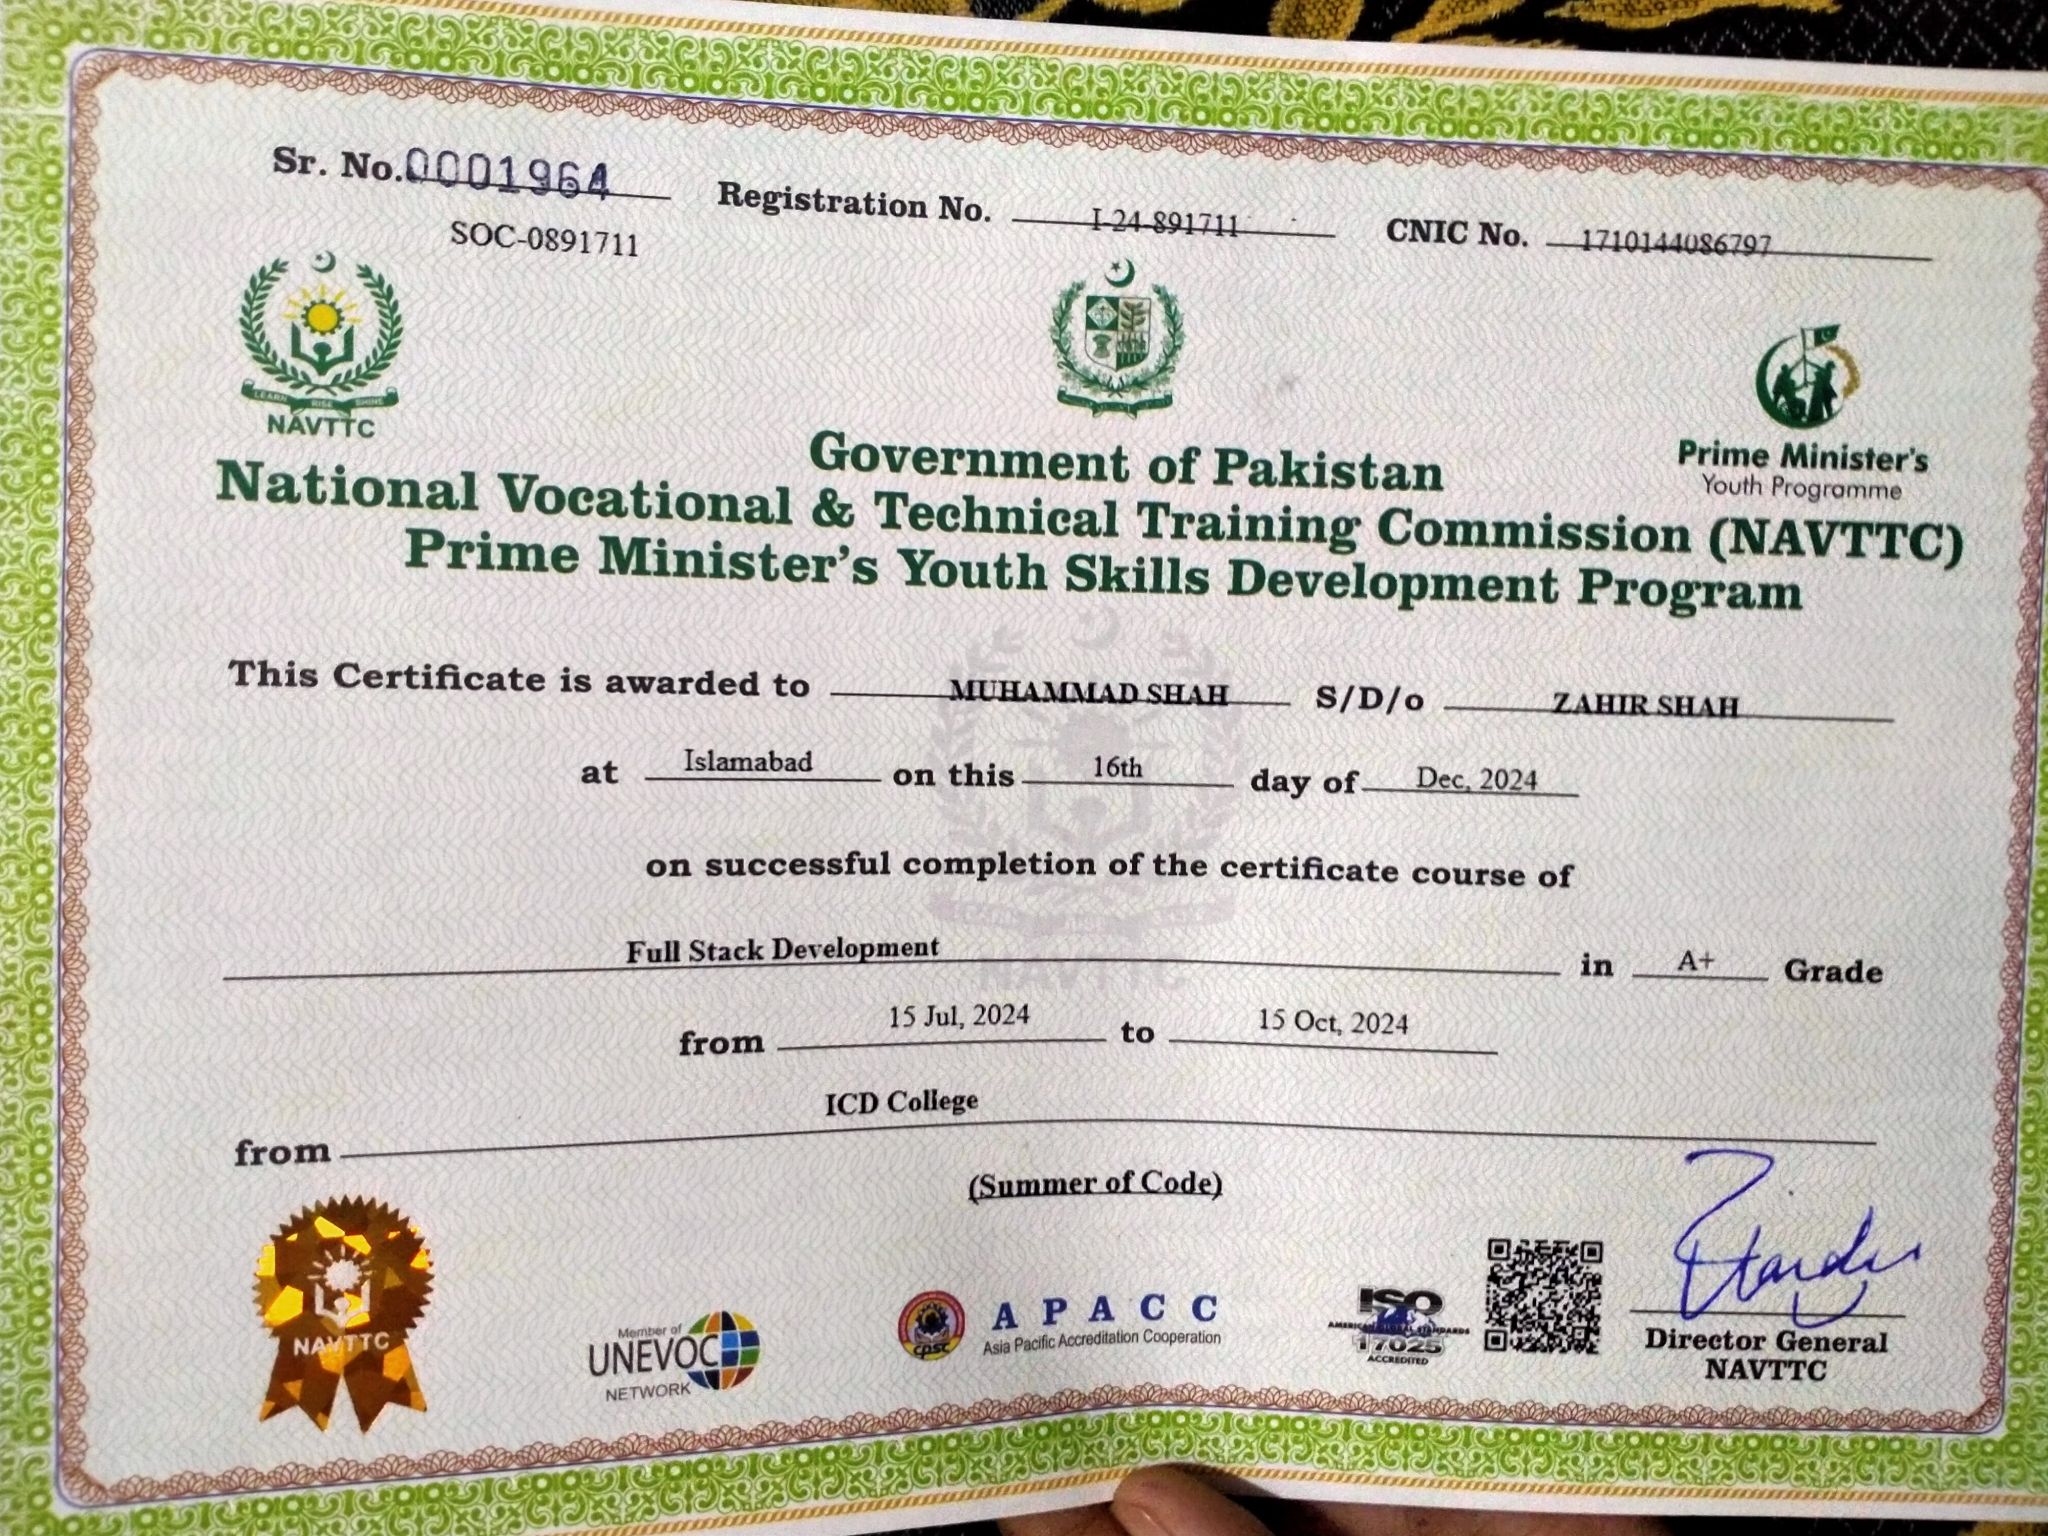 Sr. No. 0001964
Registration No. I-24-891711
CNIC No. 1710144086797
SOC-0891711
LEARN RISE SHINE
NAVTTC
Prime Minister's
Youth Programme
Government of Pakistan
National Vocational & Technical Training Commission (NAVTTC)
Prime Minister's Youth Skills Development Program
This Certificate is awarded to MUHAMMAD SHAH S/D/o ZAHIR SHAH
at Islamabad on this 16th day of Dec, 2024
on successful completion of the certificate course of
Full Stack Development in A+ Grade
from 15 Jul, 2024 to 15 Oct, 2024
from ICD College
(Summer of Code)
NAVTTC
NAVTTC
Member of
UNEVOC
NETWORK
cpsc
APACC
Asia Pacific Accreditation Cooperation
ISO
AMERICAN GLOBAL STANDARDS
17025
ACCREDITED
Director General
NAVTTC